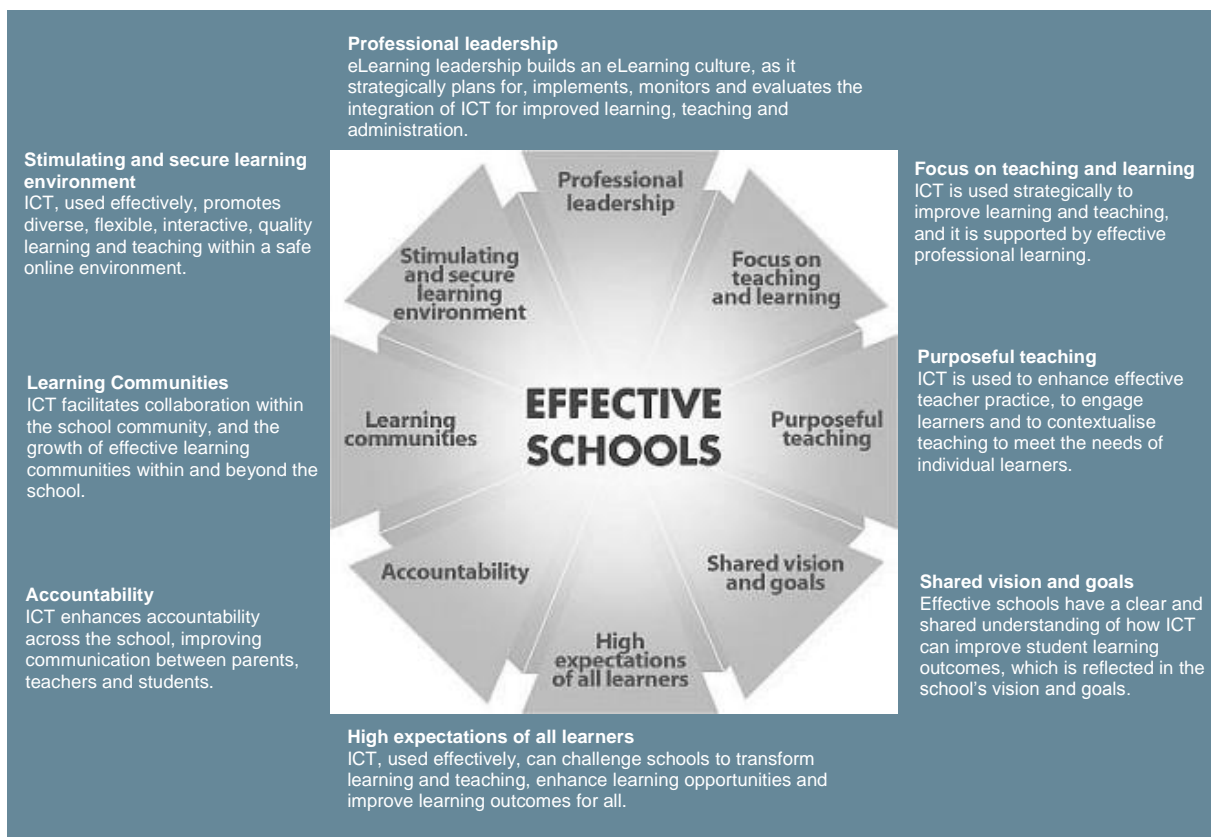 Professional leadership
eLearning leadership builds an eLearning culture, as it
strategically plans for, implements, monitors and evaluates the
integration of ICT for improved learning, teaching and
administration.
Stimulating and secure learning
environment
ICT, used effectively, promotes
diverse, flexible, interactive, quality
learning and teaching within a safe
online environment.
Learning Communities
ICT facilitates collaboration within
the school community, and the
growth of effective learning
communities within and beyond the
school.
Accountability
ICT enhances accountability
across the school, improving
communication between parents,
teachers and students.
Professional
leadership
Stimulating
and secure
learning
environment
Focus on
teaching
and learning
Learning
communities
EFFECTIVE
SCHOOLS
Purposeful
teaching
Accountability
Shared vision
and goals
High
expectations
of all learners
Focus on teaching and learning
ICT is used strategically to
improve learning and teaching,
and it is supported by effective
professional learning.
Purposeful teaching
ICT is used to enhance effective
teacher practice, to engage
learners and to contextualise
teaching to meet the needs of
individual learners.
Shared vision and goals
Effective schools have a clear and
shared understanding of how ICT
can improve student learning
outcomes, which is reflected in the
school's vision and goals.
High expectations of all learners
ICT, used effectively, can challenge schools to transform
learning and teaching, enhance learning opportunities and
improve learning outcomes for all.